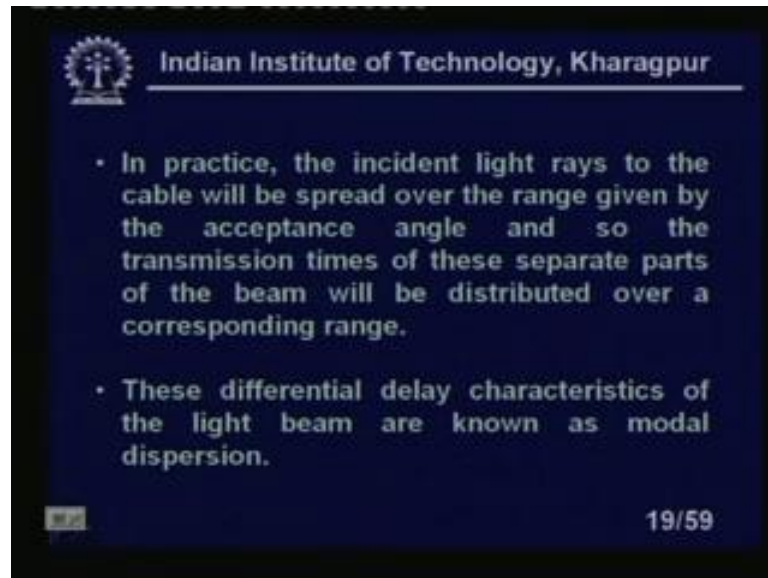 Indian Institute of Technology, Kharagpur
• In practice, the incident light rays to the
cable will be spread over the range given by
the acceptance angle and so the
transmission times of these separate parts
of the beam will be distributed over a
corresponding range.
• These differential delay characteristics of
the light beam are known as modal
dispersion.
19/59